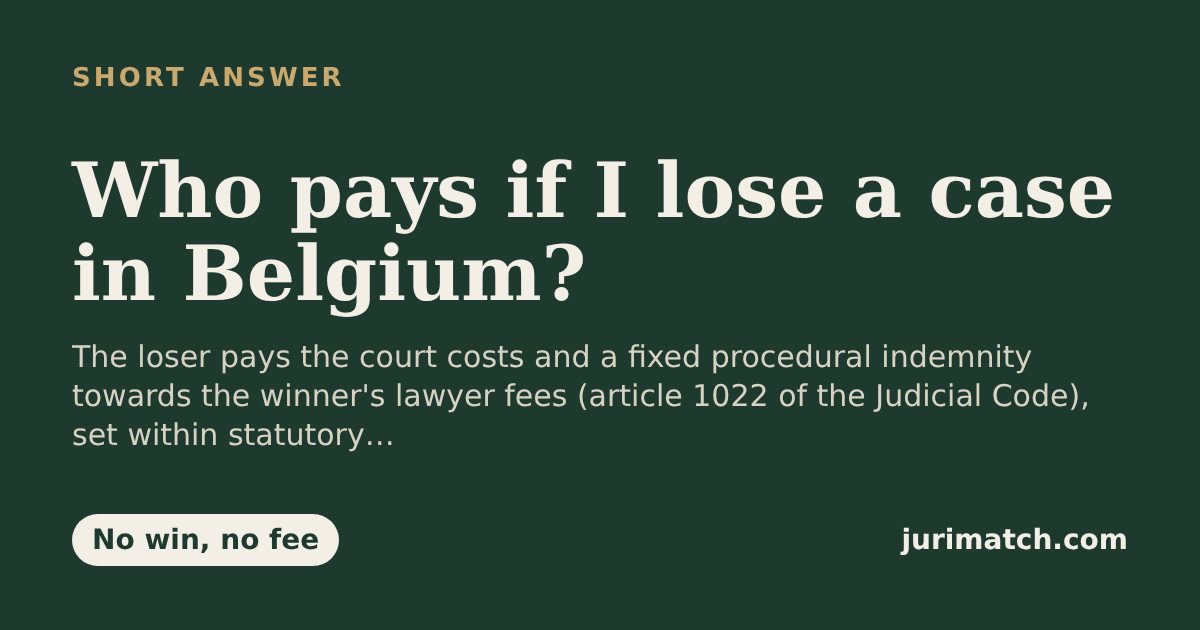 SHORT ANSWER
Who pays if I lose a case
in Belgium?
The loser pays the court costs and a fixed procedural indemnity
towards the winner's lawyer fees (article 1022 of the Judicial Code),
set within statutory…
No win, no fee
jurimatch.com